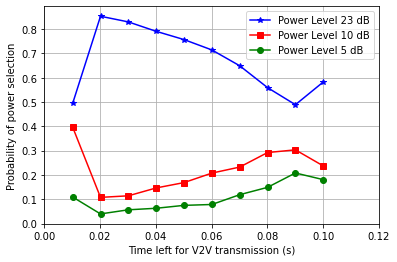 Power Level 23 dB
Power Level 10 dB
Power Level 5 dB
Probability of power selection
0.8
0.7
0.6
0.5
0.4
0.3
0.2
0.1
0.0
0.00 0.02 0.04 0.06 0.08 0.10 0.12
Time left for V2V transmission (s)